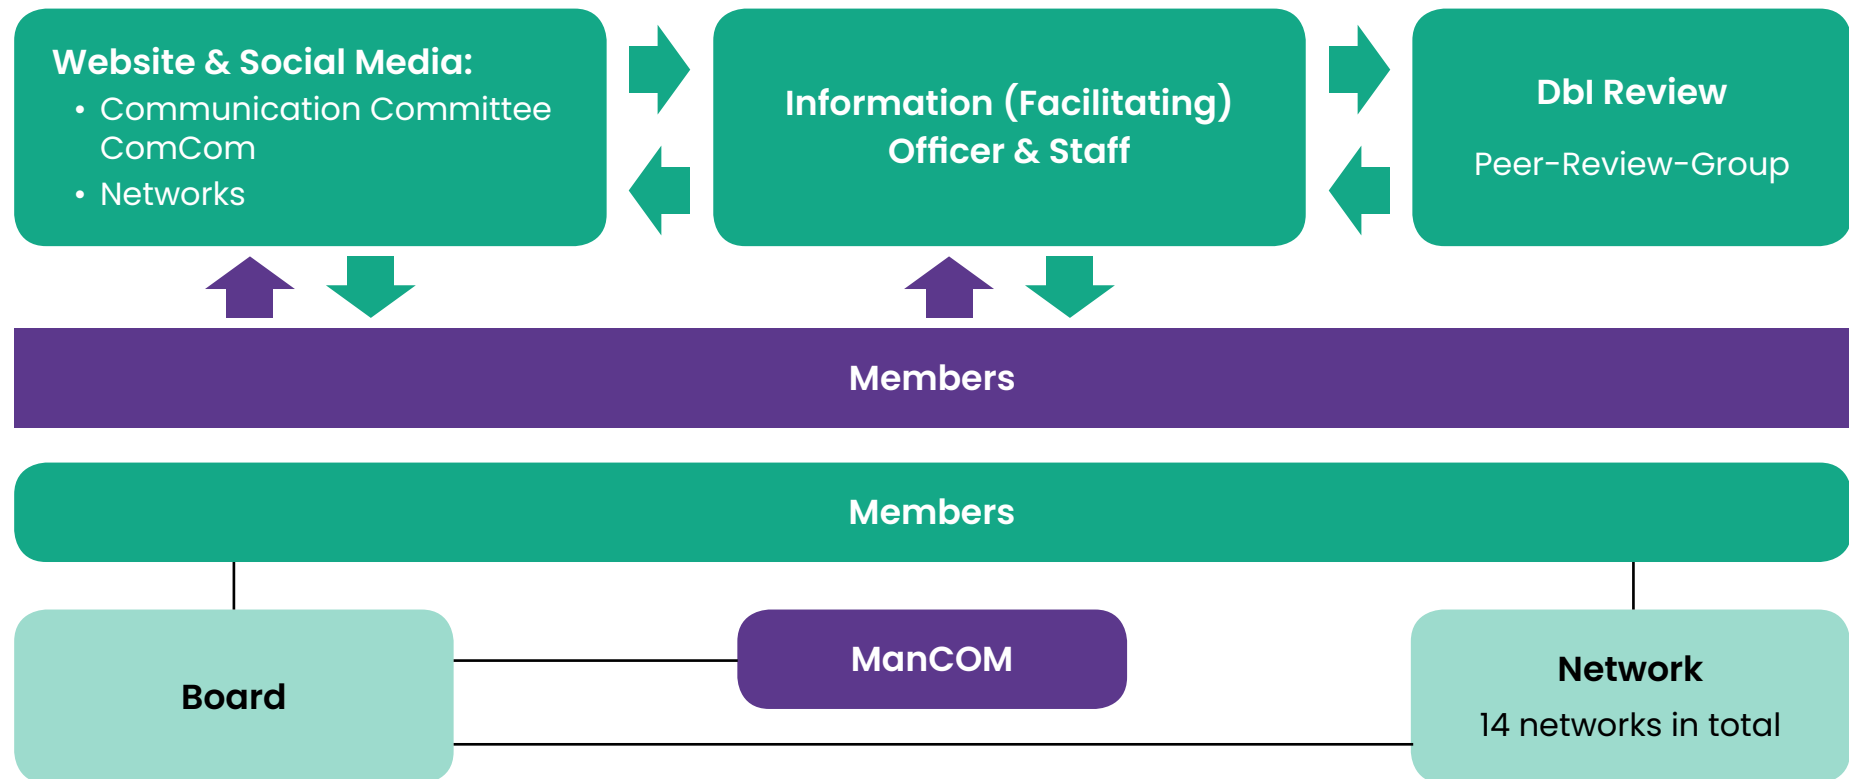 Website & Social Media:
• Communication Committee
ComCom
• Networks
Information (Facilitating)
Officer & Staff
DbI Review
Peer-Review-Group
Members
Members
Board
ManCOM
Network
14 networks in total